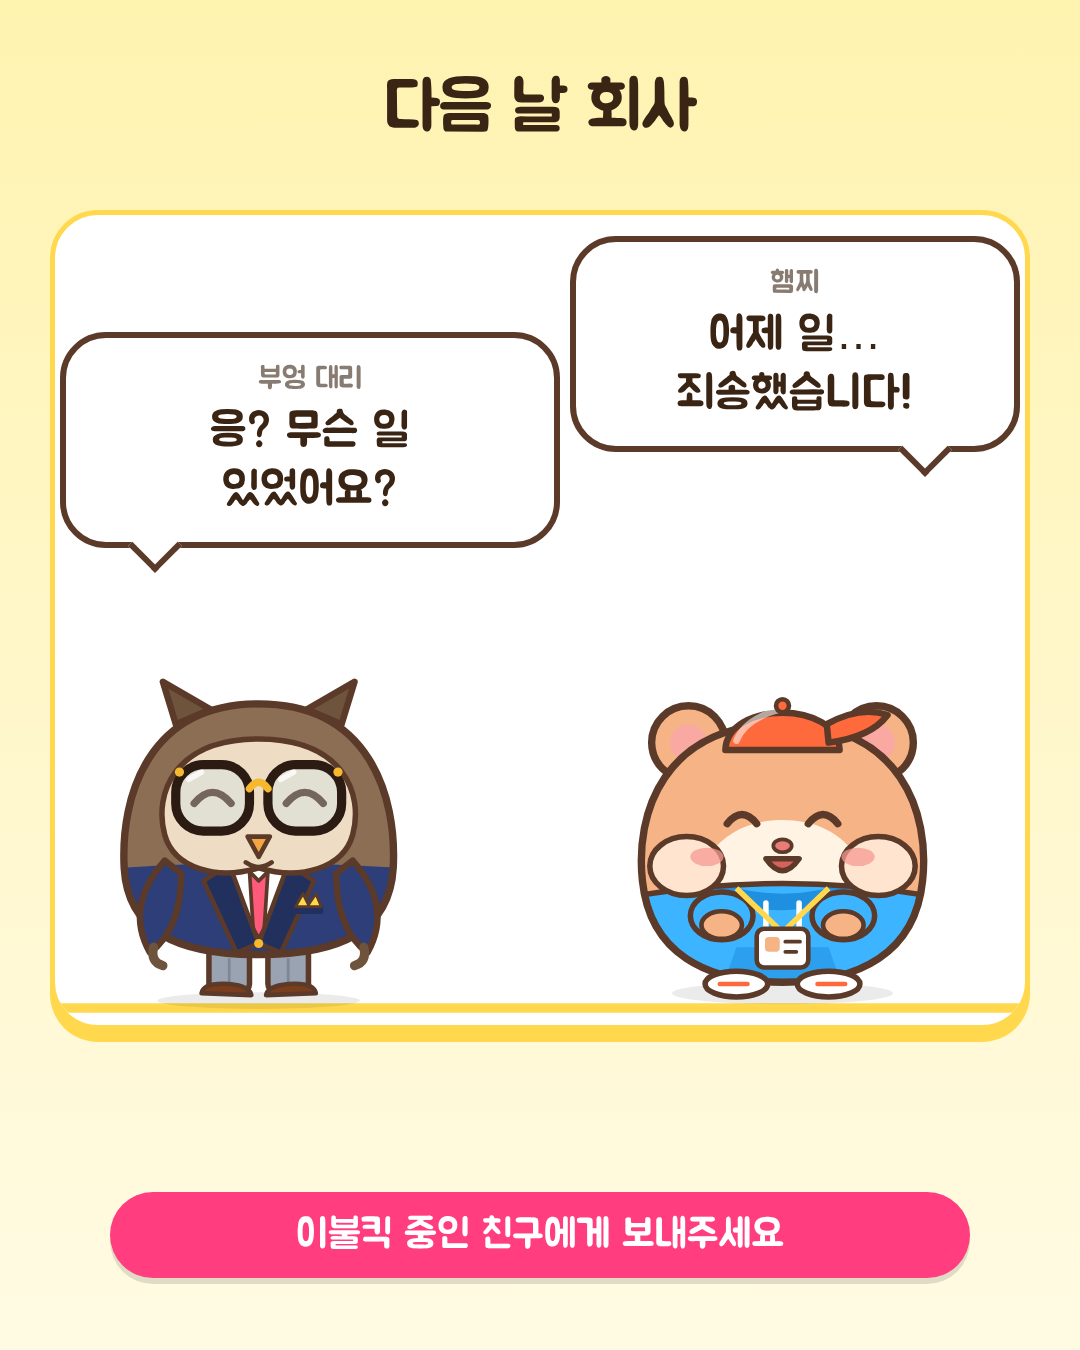 다음 날 회사
햄찌
어제 일...
죄송했습니다!
부엉 대리
응? 무슨 일
있었어요?
이불킥 중인 친구에게 보내주세요